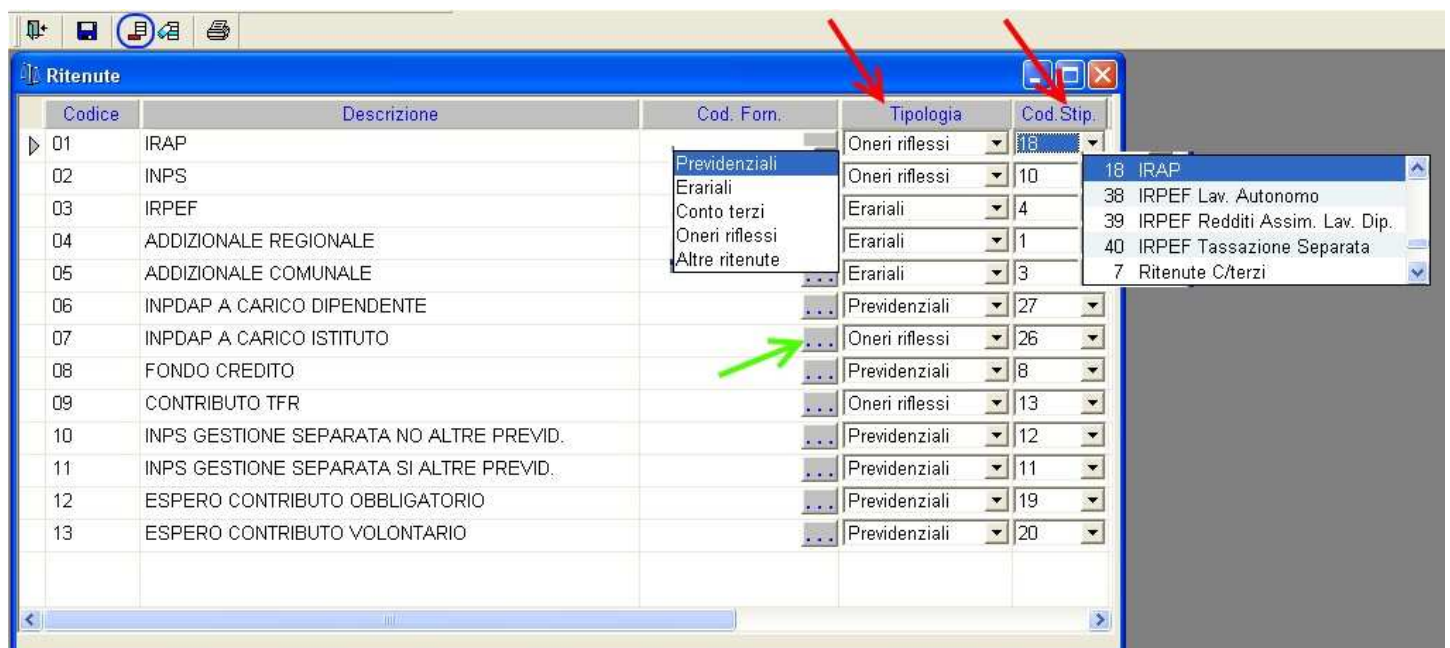 Ritenute
Codice Descrizione Cod. Forn. Tipologia Cod.Stip.
01 IRAP Oneri riflessi 18
02 INPS Oneri riflessi 10
03 IRPEF Erariali 4
04 ADDIZIONALE REGIONALE Erariali 1
05 ADDIZIONALE COMUNALE ... Erariali 3
06 INPDAP A CARICO DIPENDENTE ... Previdenziali 27
07 INPDAP A CARICO ISTITUTO ... Oneri riflessi 26
08 FONDO CREDITO ... Previdenziali 8
09 CONTRIBUTO TFR ... Oneri riflessi 13
10 INPS GESTIONE SEPARATA NO ALTRE PREVID. ... Previdenziali 12
11 INPS GESTIONE SEPARATA SI ALTRE PREVID. ... Previdenziali 11
12 ESPERO CONTRIBUTO OBBLIGATORIO ... Previdenziali 19
13 ESPERO CONTRIBUTO VOLONTARIO ... Previdenziali 20
Previdenziali
Erariali
Conto terzi
Oneri riflessi
Altre ritenute
18 IRAP
38 IRPEF Lav. Autonomo
39 IRPEF Redditi Assim. Lav. Dip.
40 IRPEF Tassazione Separata
7 Ritenute C/terzi